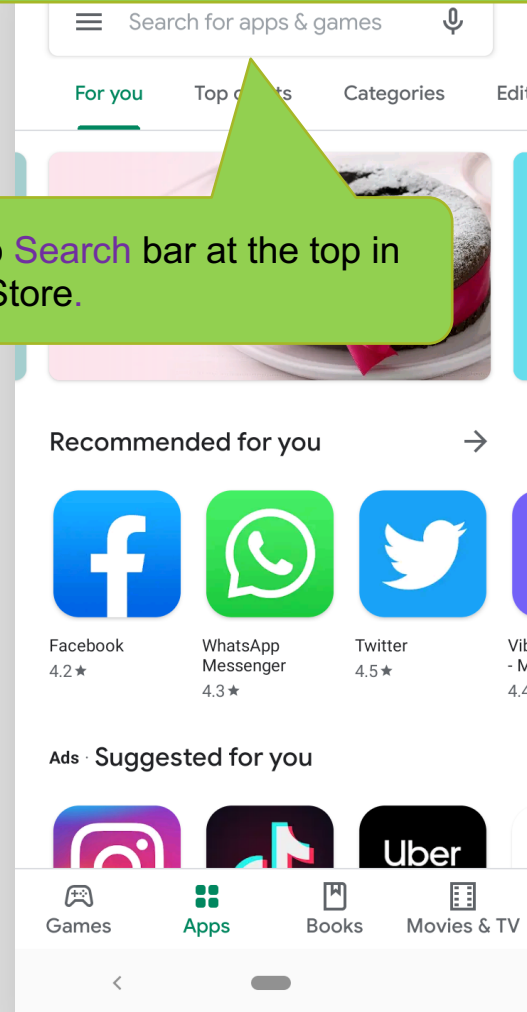 Search for apps & games
For you Top Categories
Search bar at the top in
Store.
Recommended for you
Facebook WhatsApp Twitter
Messenger
4.2★ 4.5★
4.3★
- M
4.4
Ads · Suggested for you
Uber
Games Apps Books Movies & TV